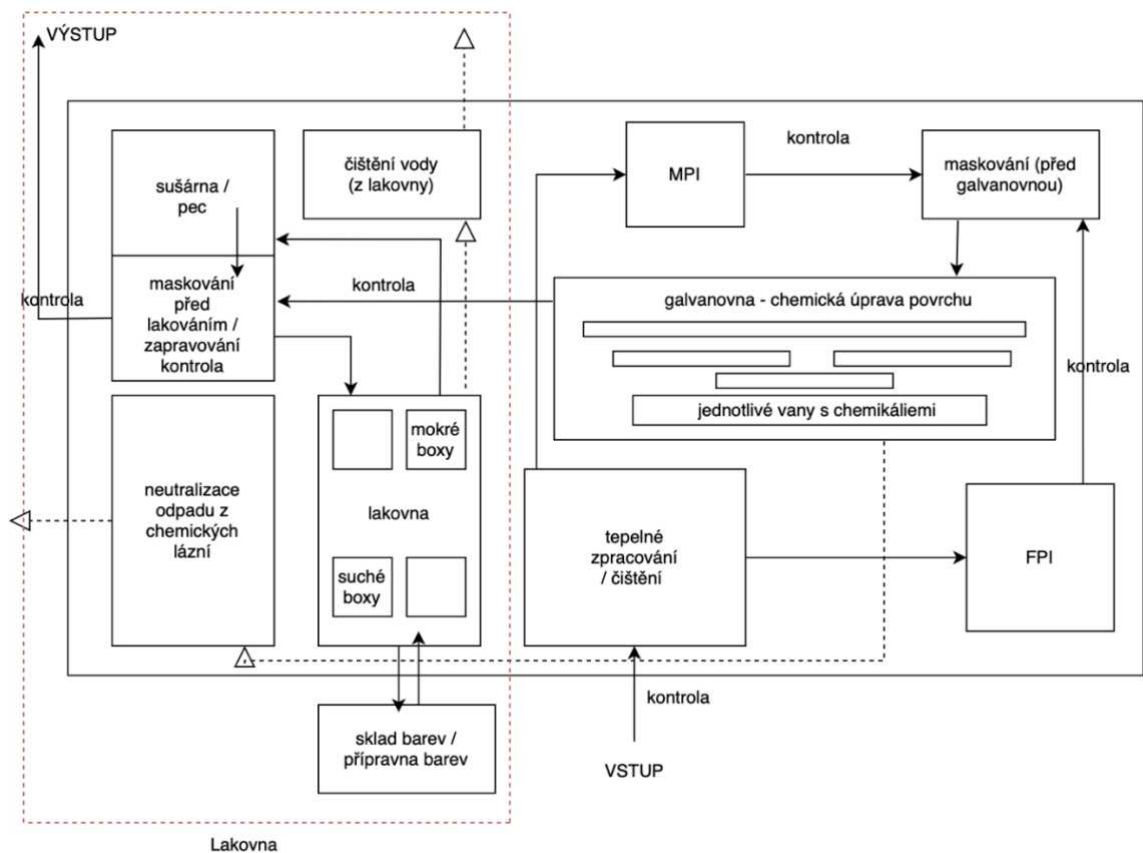 VÝSTUP
kontrola
sušárna /
pec
čištění vody
(z lakovny)
MPI
kontrola
maskování (před
galvanovnou)
maskování
před
lakováním /
zapravování
kontrola
kontrola
galvanovna - chemická úprava povrchu
jednotlivé vany s chemikáliemi
kontrola
neutralizace
odpadu z
chemických
lázní
mokré
boxy
lakovna
suché
boxy
tepelné
zpracování
/ čištění
FPI
sklad barev /
přípravna barev
kontrola
VSTUP
Lakovna